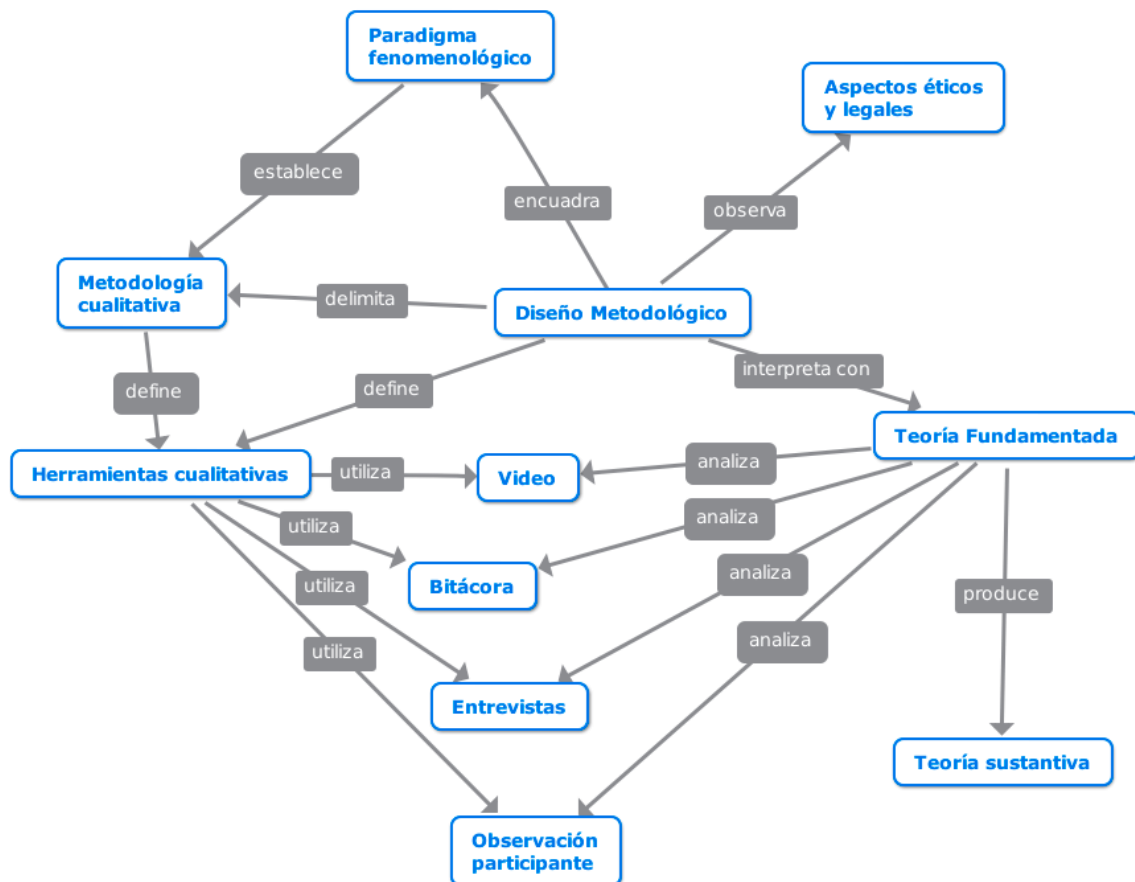 Paradigma
fenomenológico
Aspectos éticos
y legales
establece
encuadra
observa
Metodología
cualitativa
delimita
Diseño Metodológico
define
define
interpreta con
Teoría Fundamentada
Herramientas cualitativas
utiliza
Video
analiza
utiliza
analiza
Bitácora
utiliza
analiza
produce
utiliza
analiza
Entrevistas
Teoría sustantiva
Observación
participante